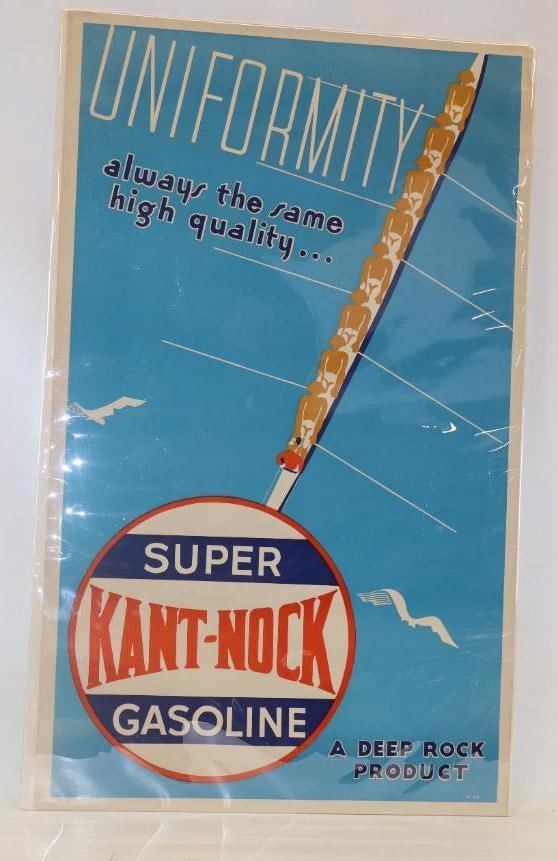 UNIFORMITY
always the same
high quality...
SUPER
KANT-NOCK
GASOLINE
A DEEP ROCK
PRODUCT